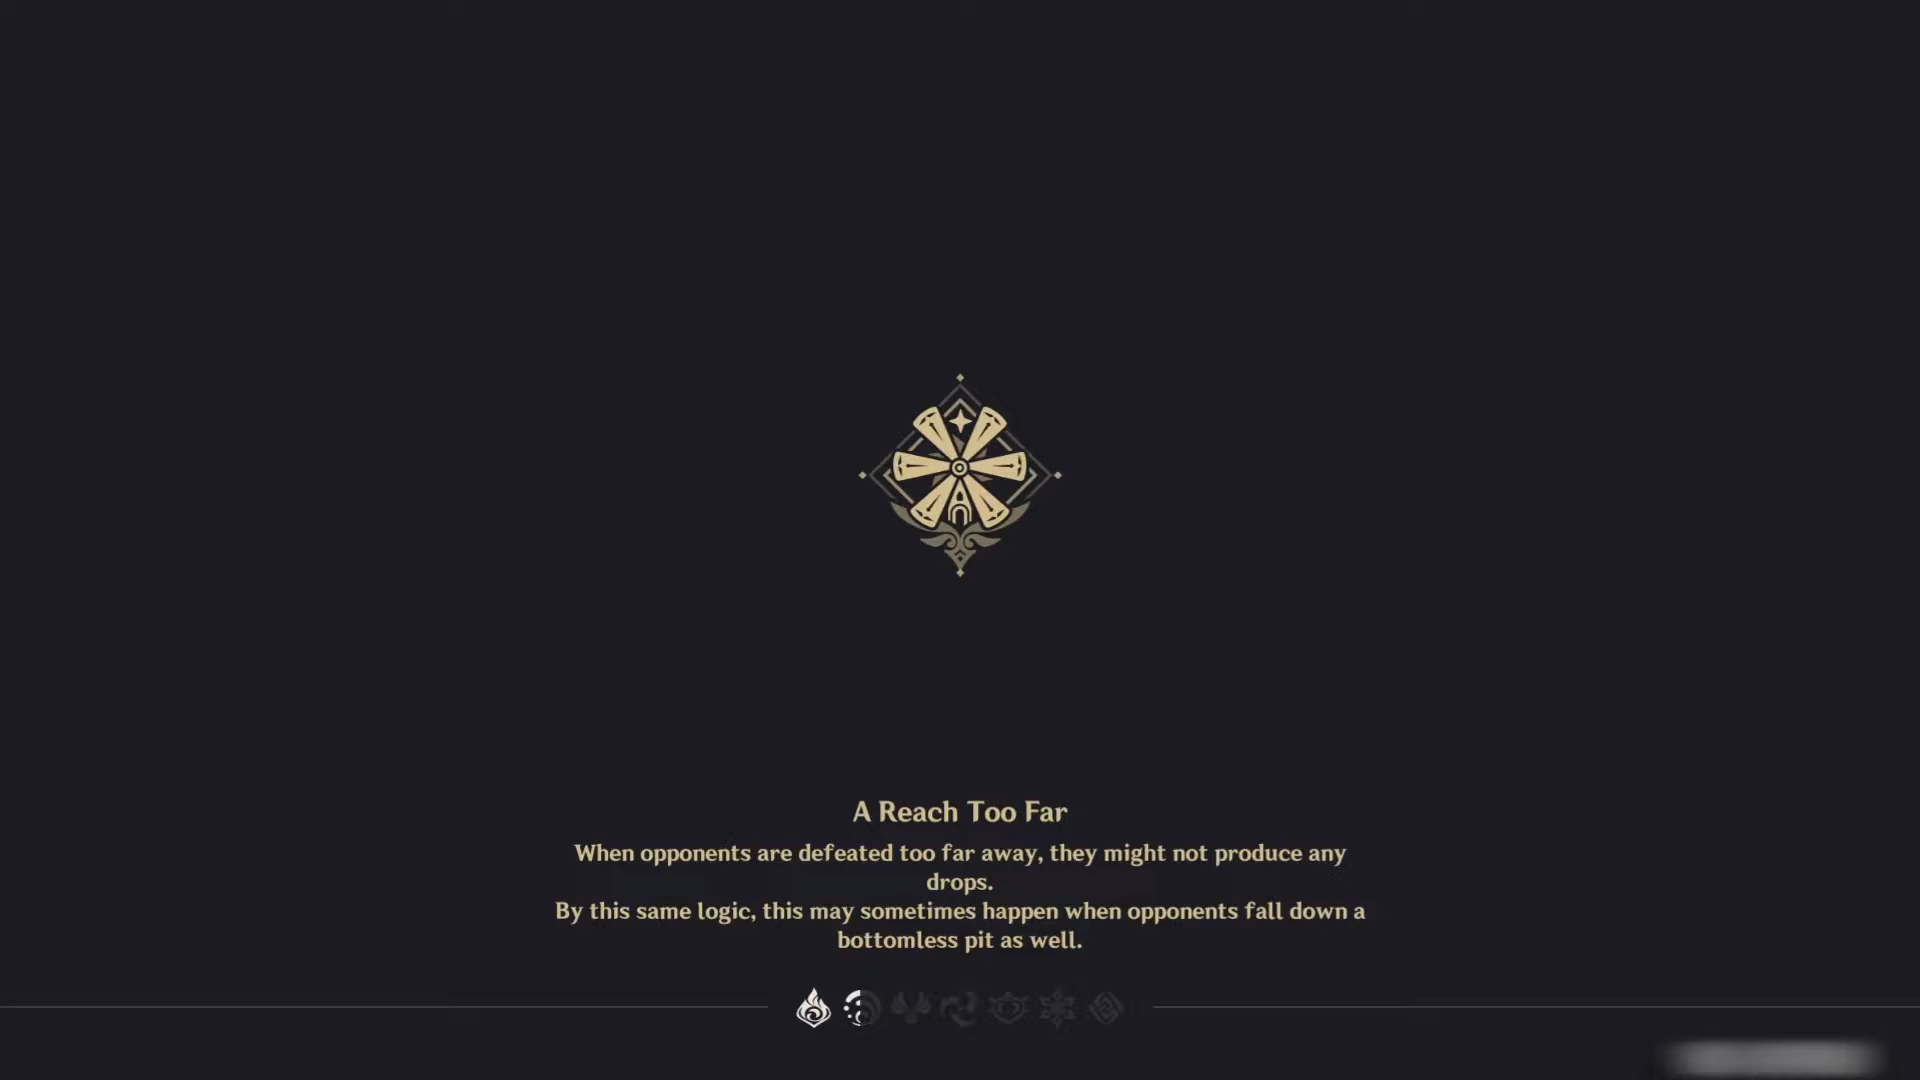 A Reach Too Far
When opponents are defeated too far away, they might not produce any
drops.
By this same logic, this may sometimes happen when opponents fall down a
bottomless pit as well.